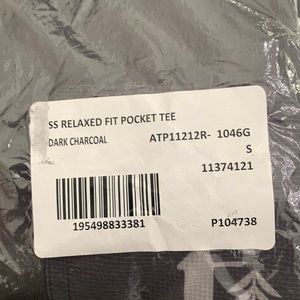 SS RELAXED FIT POCKET TEE
DARK CHARCOAL ATP11212R- 1046G
S
11374121
195498833381 P104738